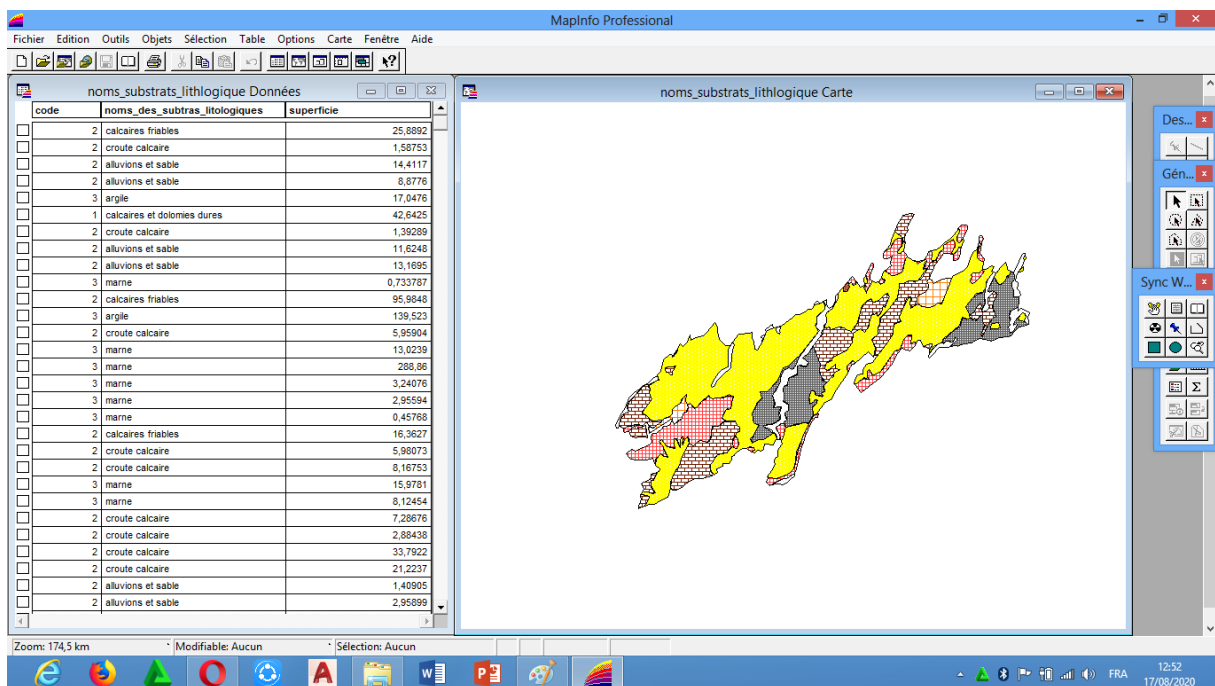 MapInfo Professional
Fichier Edition Outils Objets Sélection Table Options Carte Fenêtre Aide
noms_substrats_lithlogique Données
code noms_des_subtras_litologiques superficie
2 calcaires friables 25,8892
2 croute calcaire 1,58753
2 alluvions et sable 14,4117
2 alluvions et sable 8,8776
3 argile 17,0476
1 calcaires et dolomies dures 42,6425
2 croute calcaire 1,39289
2 alluvions et sable 11,6248
2 alluvions et sable 13,1695
3 marne 0,733787
2 calcaires friables 95,9848
3 argile 139,523
2 croute calcaire 5,95904
3 marne 13,0239
3 marne 288,86
3 marne 3,24076
3 marne 2,95594
3 marne 0,45768
2 calcaires friables 16,3627
2 croute calcaire 5,98073
2 croute calcaire 8,16753
3 marne 15,9781
3 marne 8,12454
2 croute calcaire 7,28676
2 croute calcaire 2,88438
2 croute calcaire 33,7922
2 croute calcaire 21,2237
2 alluvions et sable 1,40905
2 alluvions et sable 2,95899
noms_substrats_lithlogique Carte
Des...
Gén...
Sync W...
Zoom: 174,5 km Modifiable: Aucun Sélection: Aucun
FRA
12:52
17/08/2020